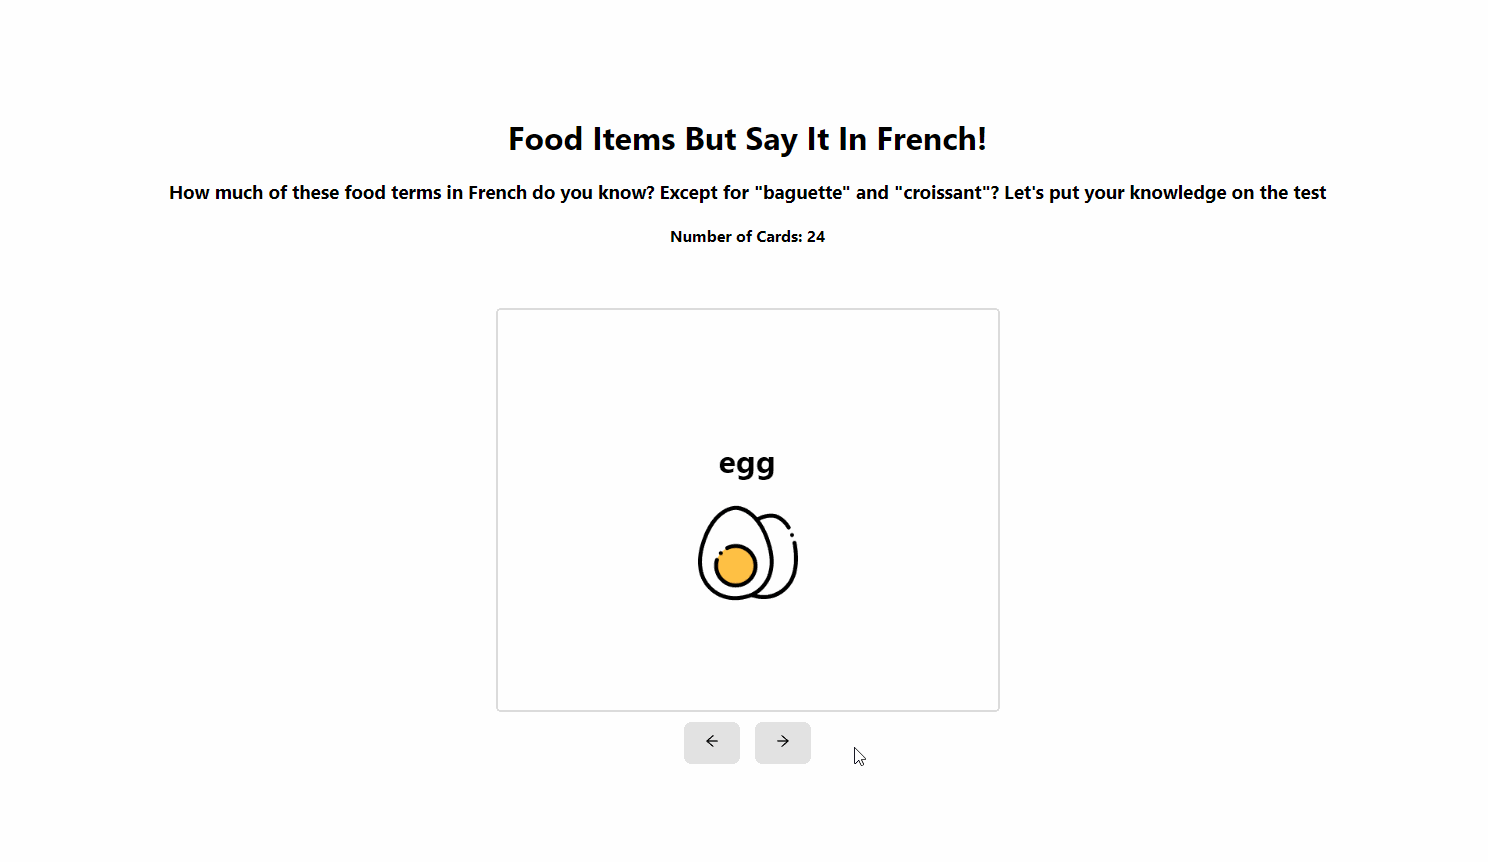 Food Items But Say It In French!
How much of these food terms in French do you know? Except for "baguette" and "croissant"? Let's put your knowledge on the test
Number of Cards: 24
egg